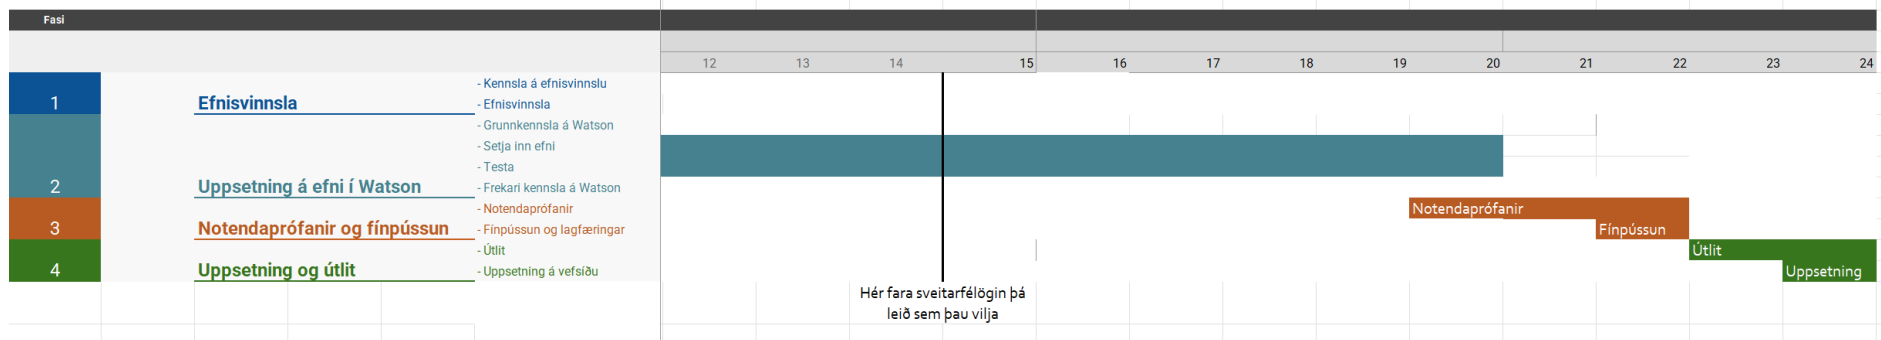 Fasi
12 13 14 15 16 17 18 19 20 21 22 23 24
1 Efnisvinnsla
- Kennsla á efnisvinnslu
- Efnisvinnsla
2 Uppsetning á efni í Watson
- Grunnkennsla á Watson
- Setja inn efni
- Testa
- Frekari kennsla á Watson
3 Notendaprófanir og fínpússun
- Notendaprófanir
- Fínpússun og lagfæringar
4 Uppsetning og útlit
- Útlit
- Uppsetning á vefsíðu
Notendaprófanir
Fínpússun
Útlit
Uppsetning
Hér fara sveitarfélögin þá
leið sem þau vilja